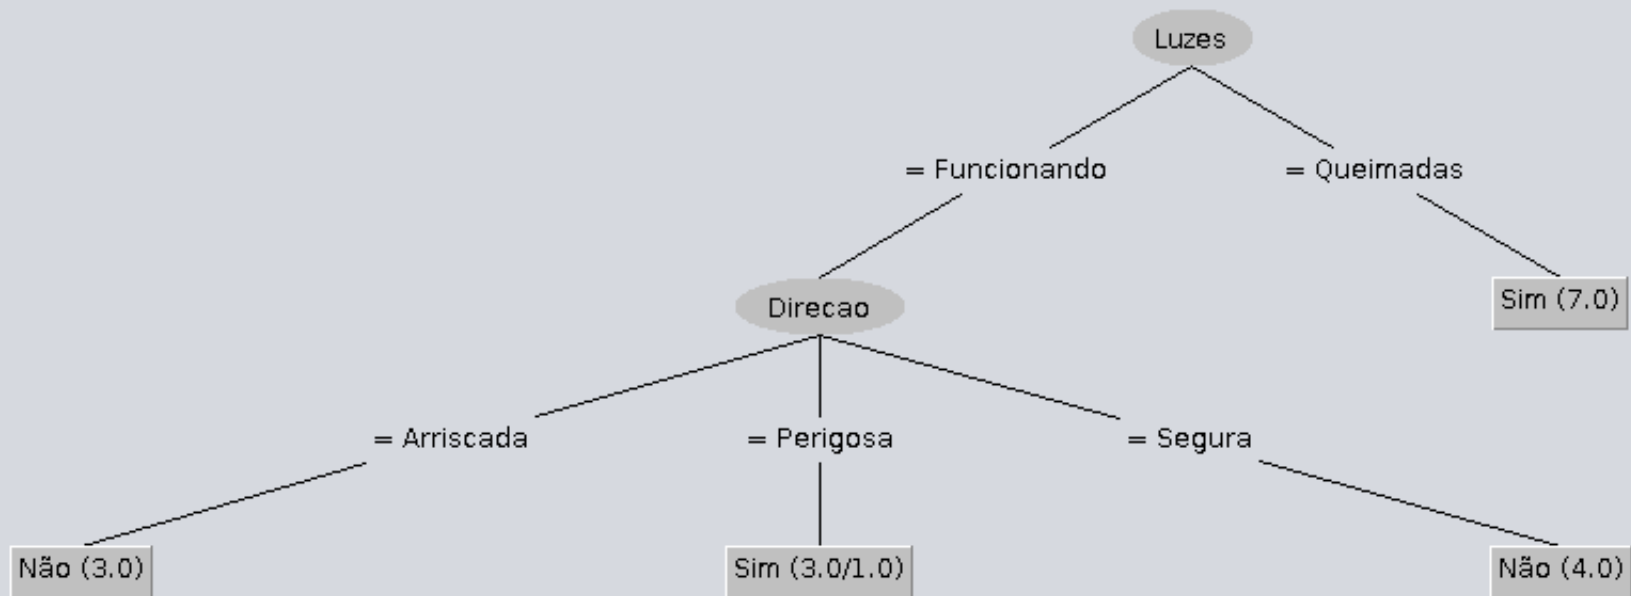 Luzes
= Funcionando
= Queimadas
Direcao
Sim (7.0)
= Arriscada
= Perigosa
= Segura
Não (3.0)
Sim (3.0/1.0)
Não (4.0)